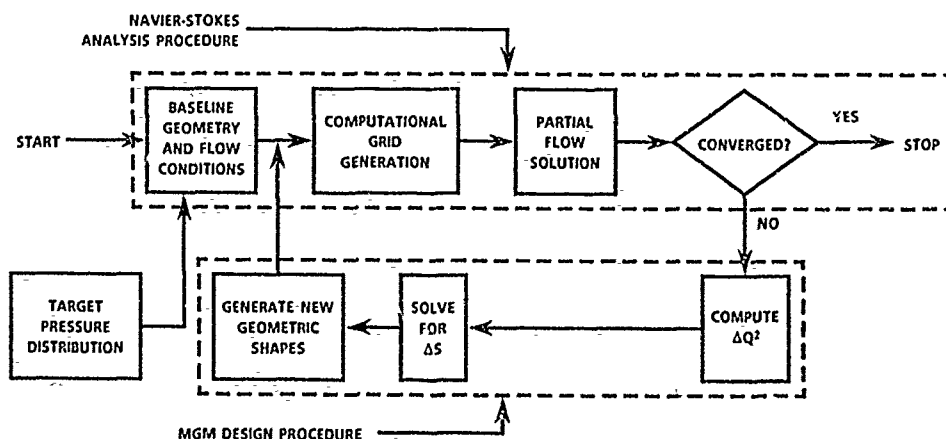 NAVIER-STOKES
ANALYSIS PROCEDURE
START
BASELINE
GEOMETRY
AND FLOW
CONDITIONS
COMPUTATIONAL
GRID
GENERATION
PARTIAL
FLOW
SOLUTION
CONVERGED?
YES
STOP
NO
TARGET
PRESSURE
DISTRIBUTION
GENERATE NEW
GEOMETRIC
SHAPES
SOLVE
FOR
ΔS
COMPUTE
ΔQ²
MGM DESIGN PROCEDURE